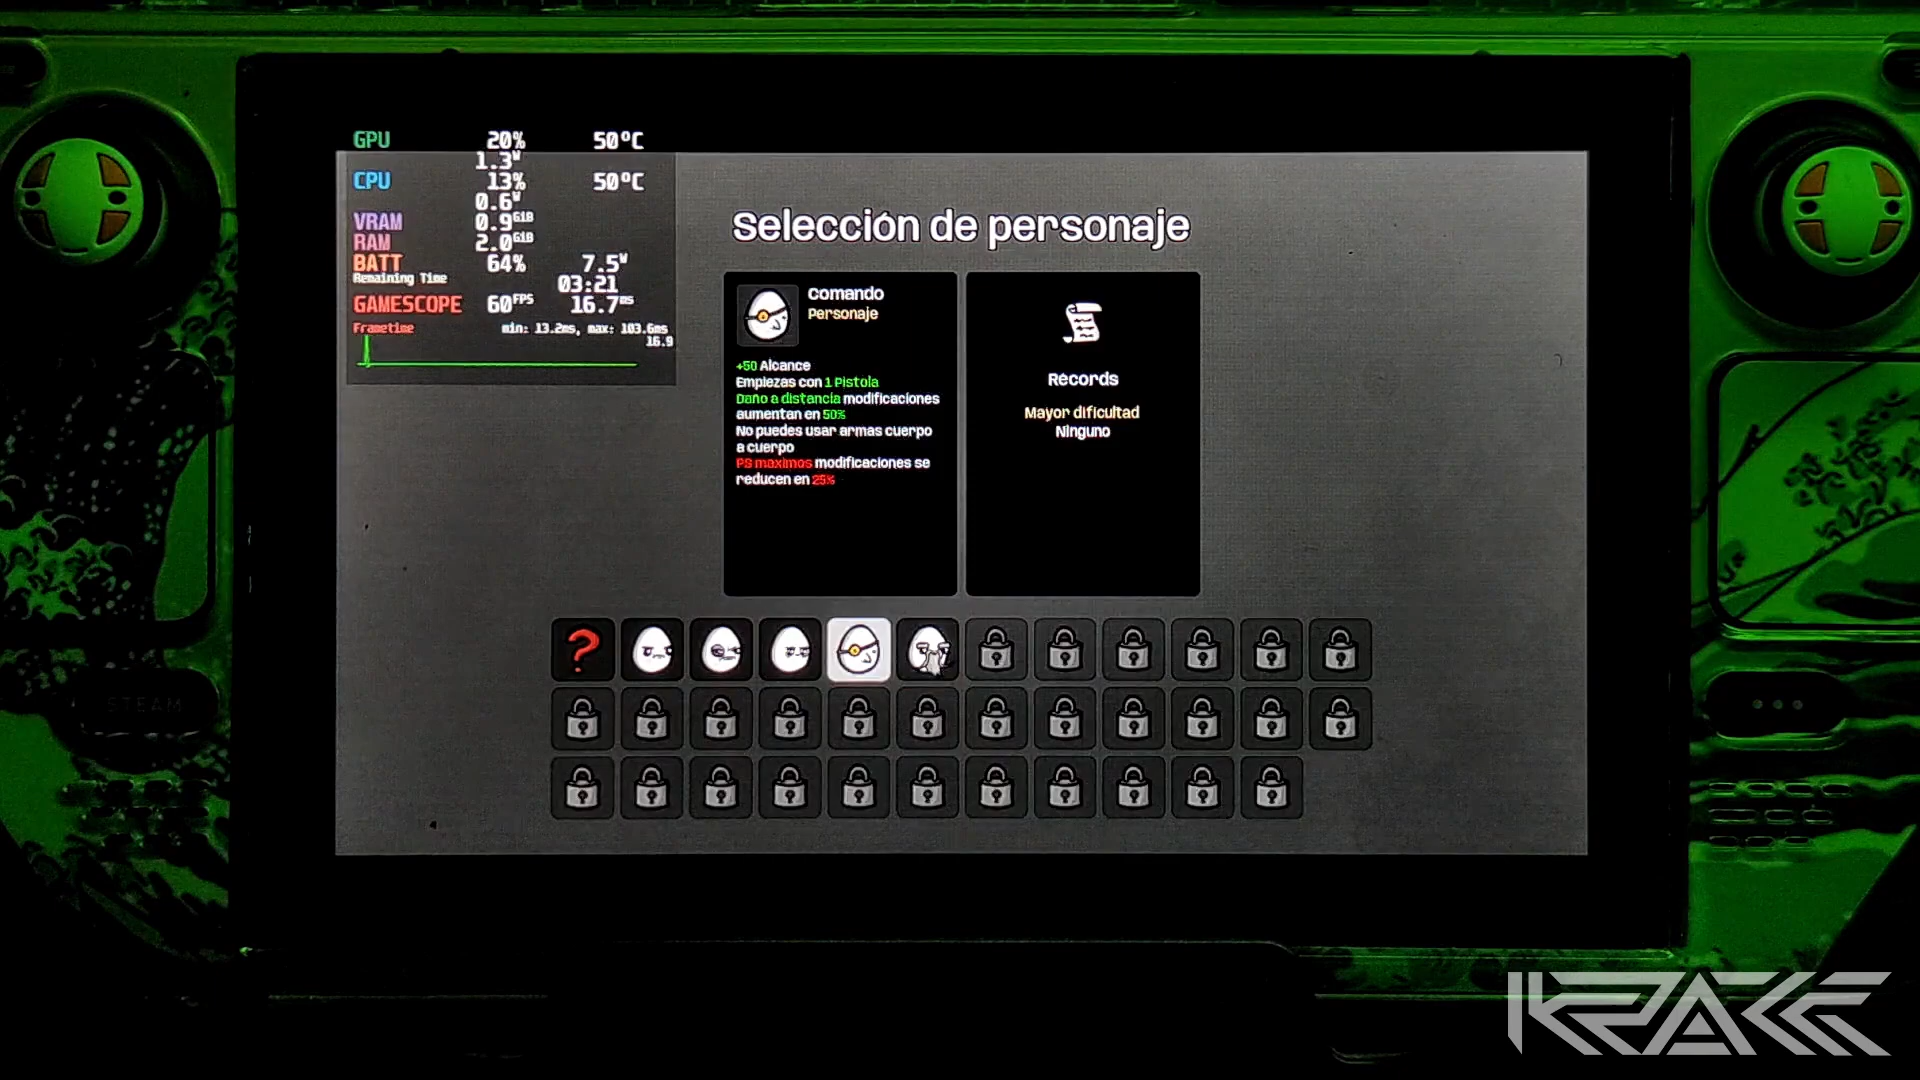 GPU 20% 50°C
1.3W
CPU 13% 50°C
0.6W
VRAM 0.9GiB
RAM 2.0GiB
BATT 64% 7.5W
Remaining Time 03:21
GAMESCOPE 60FPS 16.7ms
Frametime min: 13.2ms, max: 103.6ms
16.9
Selección de personaje
Comando
Personaje
+50 Alcance
Empiezas con 1 Pistola
Daño a distancia modificaciones
aumentan en 50%
No puedes usar armas cuerpo
a cuerpo
PS máximos modificaciones se
reducen en 25%
Récords
Mayor dificultad
Ninguno
?
STEAM
KRACE